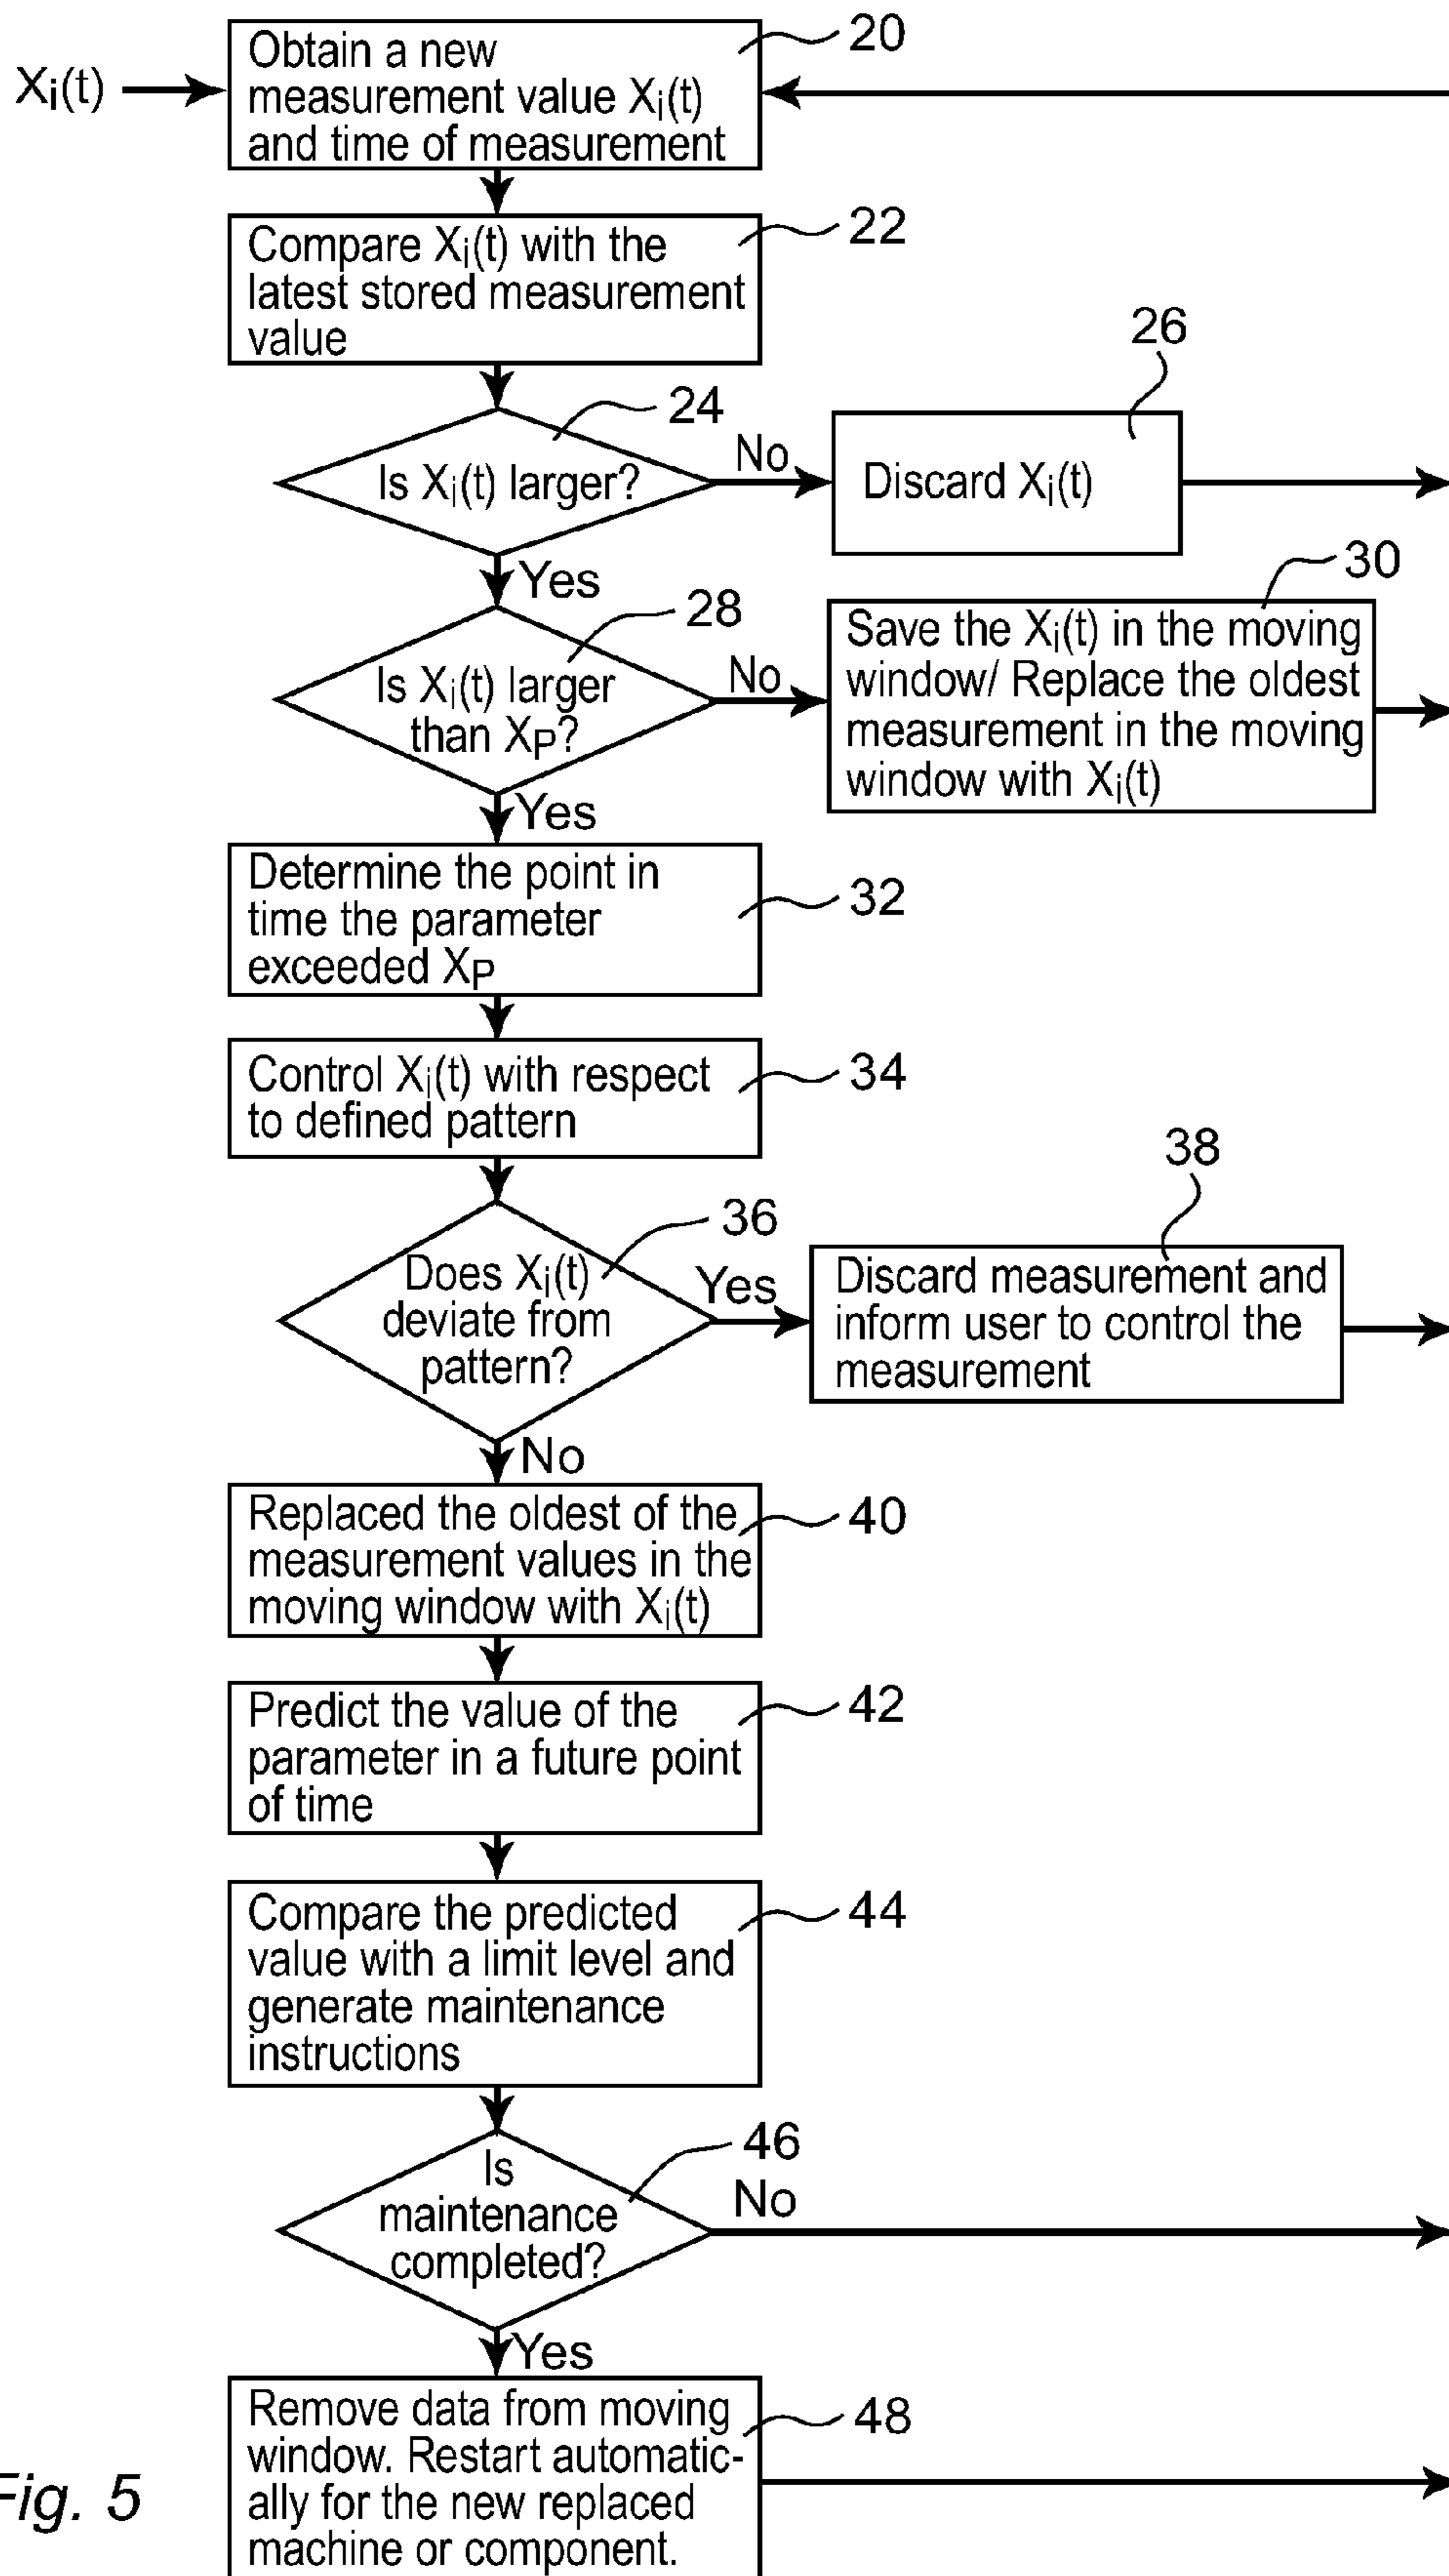 20
Obtain a new
measurement value Xi(t)
and time of measurement
Xi(t)
22
Compare Xi(t) with the
latest stored measurement
value
24
Is Xi(t) larger?
No
26
Discard Xi(t)
Yes
28
Is Xi(t) larger
than XP?
No
30
Save the Xi(t) in the moving
window/ Replace the oldest
measurement in the moving
window with Xi(t)
Yes
Determine the point in
time the parameter
exceeded XP
32
Control Xi(t) with respect
to defined pattern
34
36
Does Xi(t)
deviate from
pattern?
Yes
38
Discard measurement and
inform user to control the
measurement
No
Replaced the oldest of the
measurement values in the
moving window with Xi(t)
40
Predict the value of the
parameter in a future point
of time
42
Compare the predicted
value with a limit level and
generate maintenance
instructions
44
46
Is
maintenance
completed?
No
Yes
Remove data from moving
window. Restart automatic-
ally for the new replaced
machine or component.
48
Fig. 5